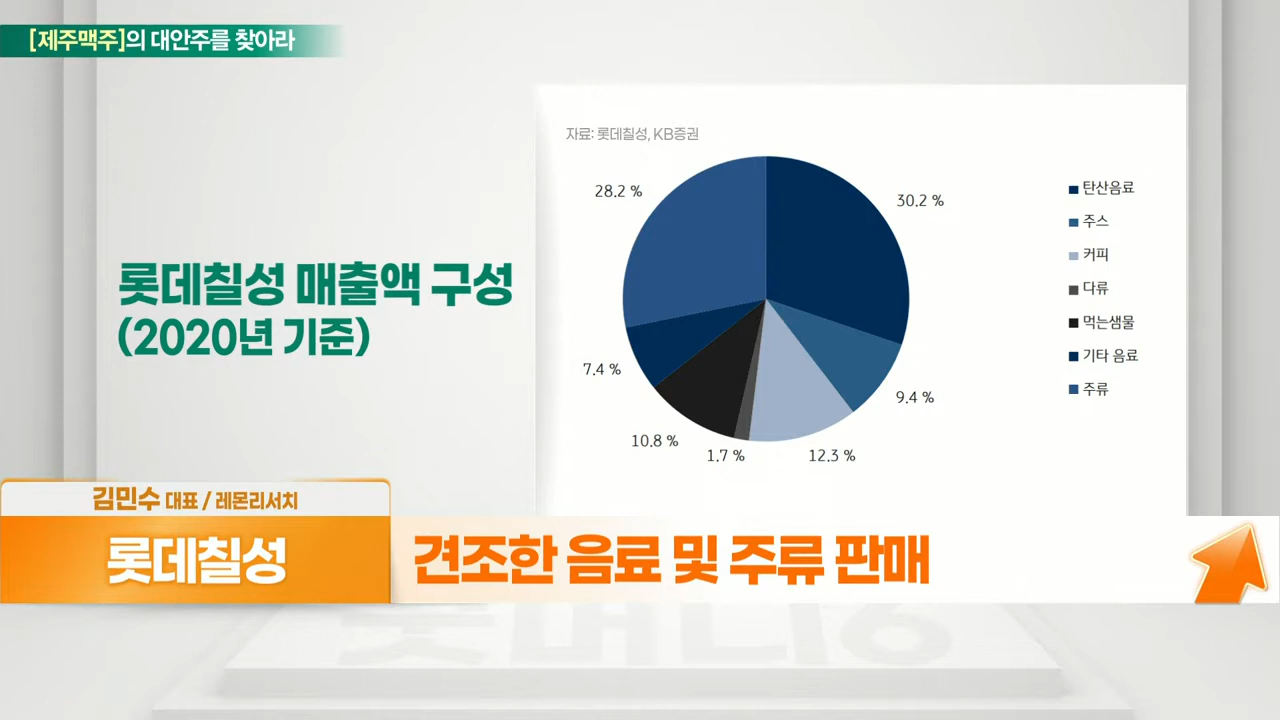 [제주맥주]의 대안주를 찾아라
자료: 롯데칠성, KB증권
롯데칠성 매출액 구성
(2020년 기준)
28.2 %
30.2 %
7.4 %
9.4 %
10.8 %
1.7 %
12.3 %
탄산음료
주스
커피
다류
먹는샘물
기타 음료
주류
김민수 대표 / 레몬리서치
롯데칠성
견조한 음료 및 주류 판매